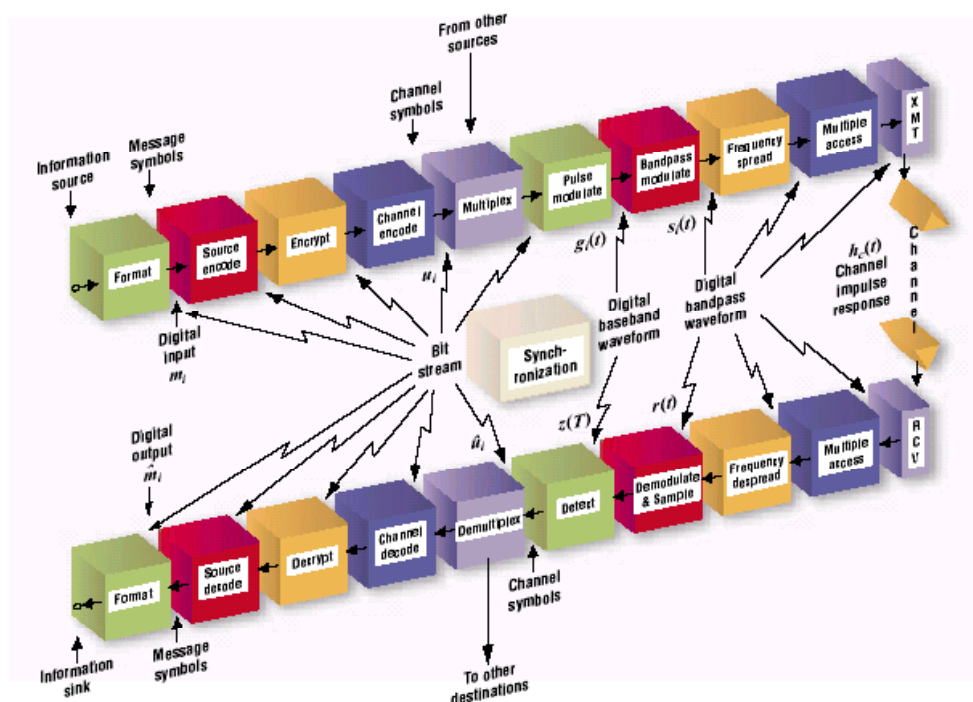 From other
sources
Channel
symbols
Message
symbols
Information
source
Format
Source
encode
Encrypt
Channel
encode
Multiplex
Pulse
modulate
Bandpass
modulate
Frequency
spread
Multiple
access
X
M
T
Digital
input
mᵢ
uᵢ
gᵢ(t)
sᵢ(t)
h𝒸(t)
Channel
impulse
response
C
h
a
n
n
e
l
Bit
stream
Synch-
ronization
Digital
baseband
waveform
Digital
bandpass
waveform
Digital
output
m̂ᵢ
ûᵢ
z(T)
r(t)
Format
Source
decode
Decrypt
Channel
decode
Demultiplex
Detect
Demodulate
& Sample
Frequency
despread
Multiple
access
R
C
V
Information
sink
Message
symbols
Channel
symbols
To other
destinations